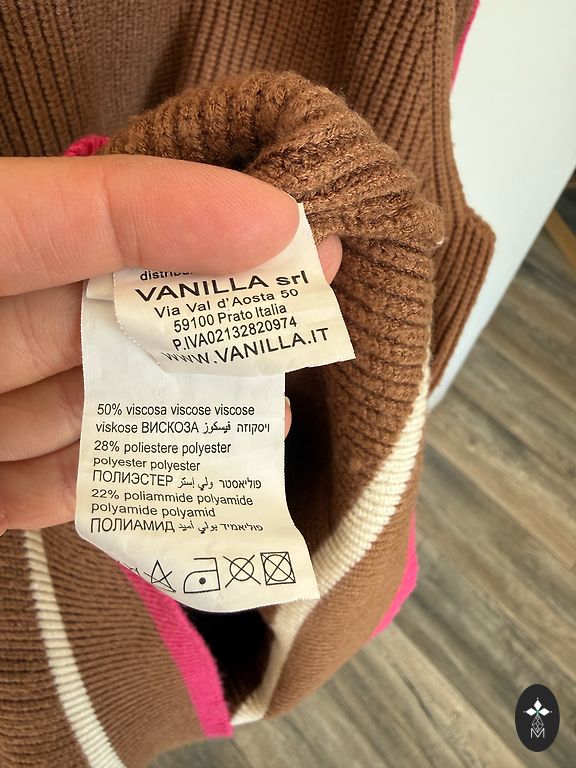 VANILLA srl
Via Val d'Aosta 50
59100 Prato Italia
P.IVA02132820974
WWW.VANILLA.IT
50% viscosa viscose viscose
viskose ВИСКОЗА فيسكوز ויסקוזה
28% poliestere polyester
polyester polyester
ПОЛИЭСТЕР ولي إستر פוליאסטר
22% poliammide polyamide
polyamide polyamid
ПОЛИАМИД بولي أميد פוליאמיד
M